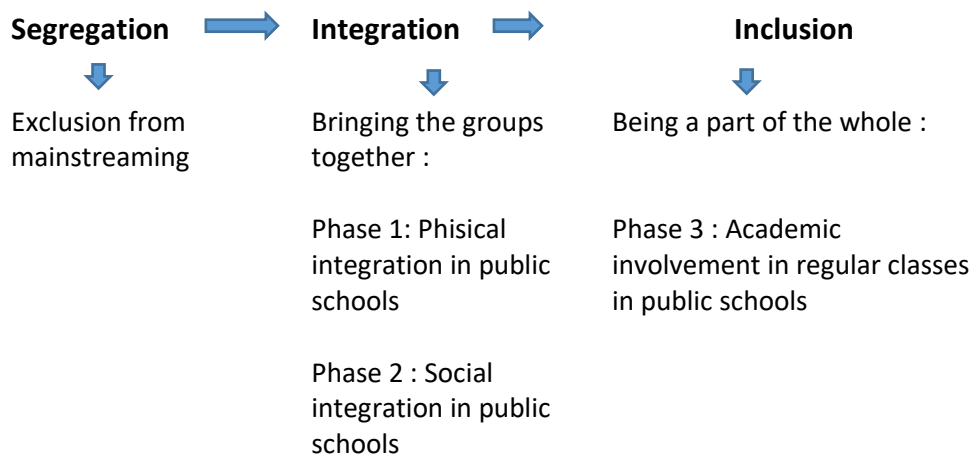 Segregation
Integration
Inclusion
Exclusion from
mainstreaming
Bringing the groups
together :
Phase 1: Phisical
integration in public
schools
Phase 2 : Social
integration in public
schools
Being a part of the whole :
Phase 3 : Academic
involvement in regular classes
in public schools